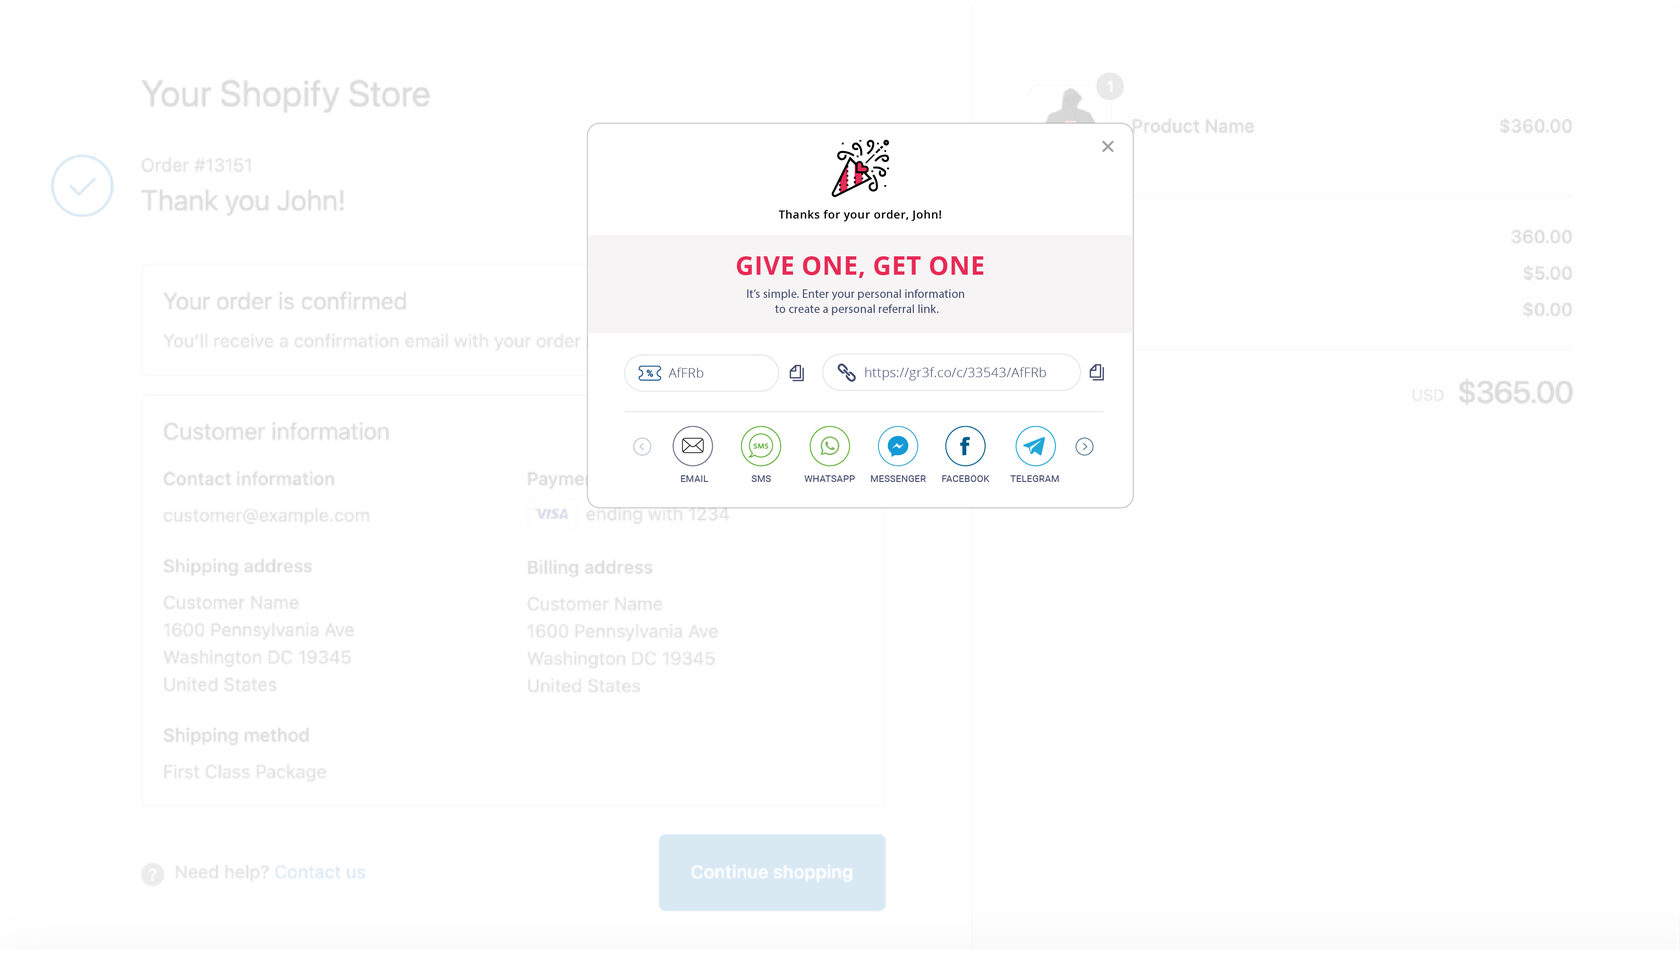 Your Shopify Store
Order #13151
Thank you John!
Your order is confirmed
You'll receive a confirmation email with your order
Customer information
Contact information
customer@example.com
Shipping address
Customer Name
1600 Pennsylvania Ave
Washington DC 19345
United States
Shipping method
First Class Package
Payme
VISA ending with 1234
Billing address
Customer Name
1600 Pennsylvania Ave
Washington DC 19345
United States
? Need help? Contact us
Continue shopping
Thanks for your order, John!
GIVE ONE, GET ONE
It's simple. Enter your personal information
to create a personal referral link.
% AfFRb
https://gr3f.co/c/33543/AfFRb
SMS
EMAIL SMS WHATSAPP MESSENGER FACEBOOK TELEGRAM
1
Product Name $360.00
360.00
$5.00
$0.00
USD $365.00